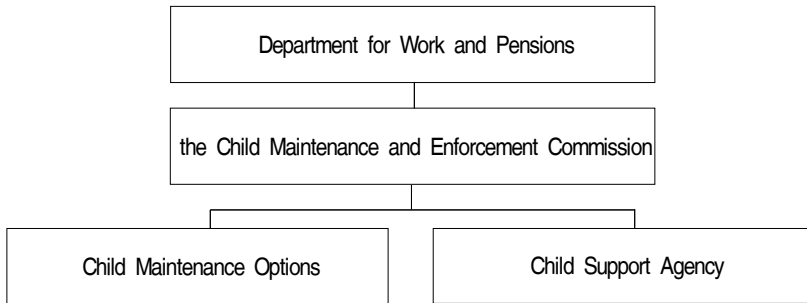 Department for Work and Pensions
the Child Maintenance and Enforcement Commission
Child Maintenance Options
Child Support Agency